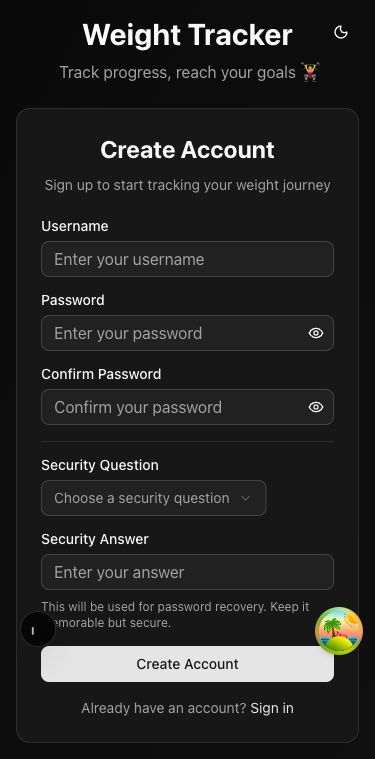 Weight Tracker
Track progress, reach your goals 🏋️‍♀️
Create Account
Sign up to start tracking your weight journey
Username
Enter your username
Password
Enter your password
Confirm Password
Confirm your password
Security Question
Choose a security question
Security Answer
Enter your answer
This will be used for password recovery. Keep it
memorable but secure.
Create Account
Already have an account? Sign in